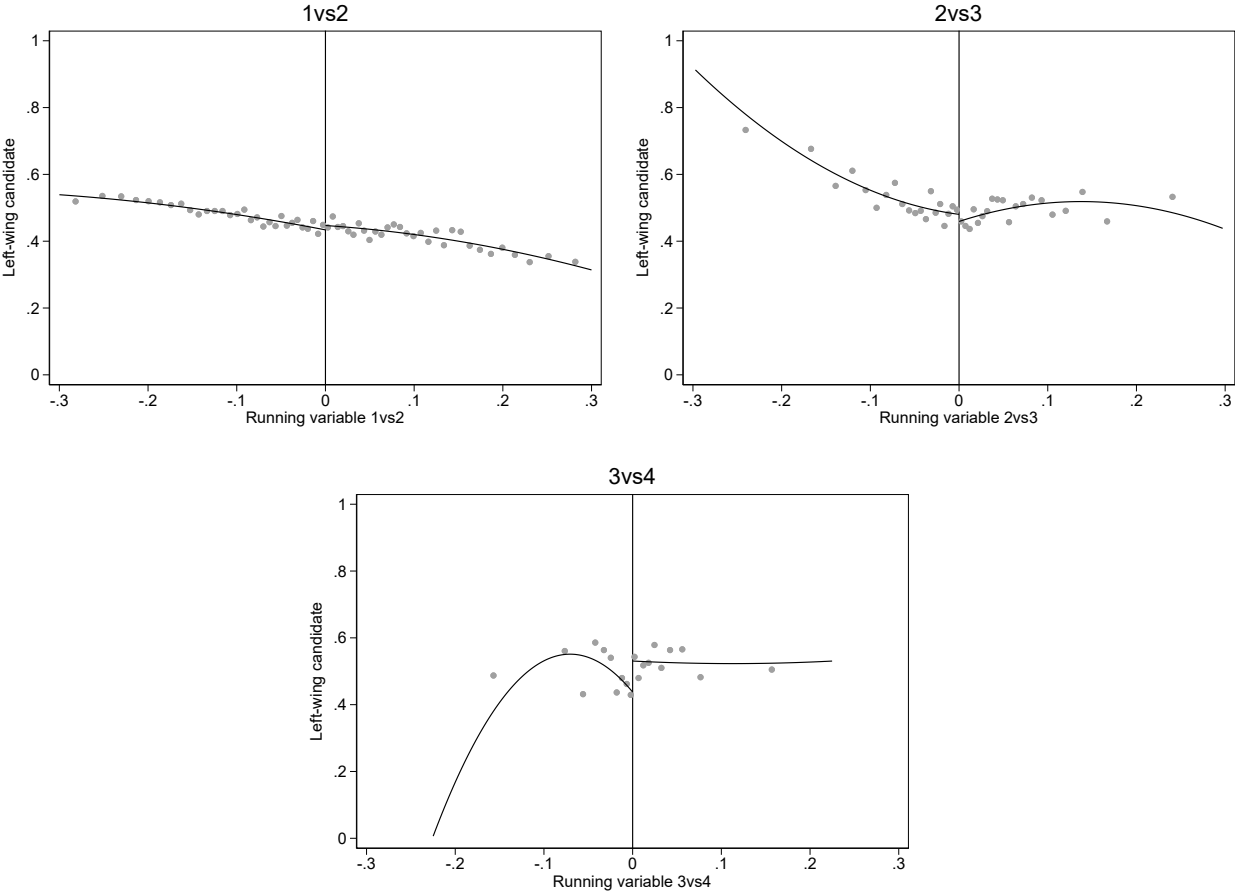 1vs2
1
.8
.6
.4
.2
0
Left-wing candidate
-.3 -.2 -.1 0 .1 .2 .3
Running variable 1vs2
2vs3
1
.8
.6
.4
.2
0
Left-wing candidate
-.3 -.2 -.1 0 .1 .2 .3
Running variable 2vs3
3vs4
1
.8
.6
.4
.2
0
Left-wing candidate
-.3 -.2 -.1 0 .1 .2 .3
Running variable 3vs4